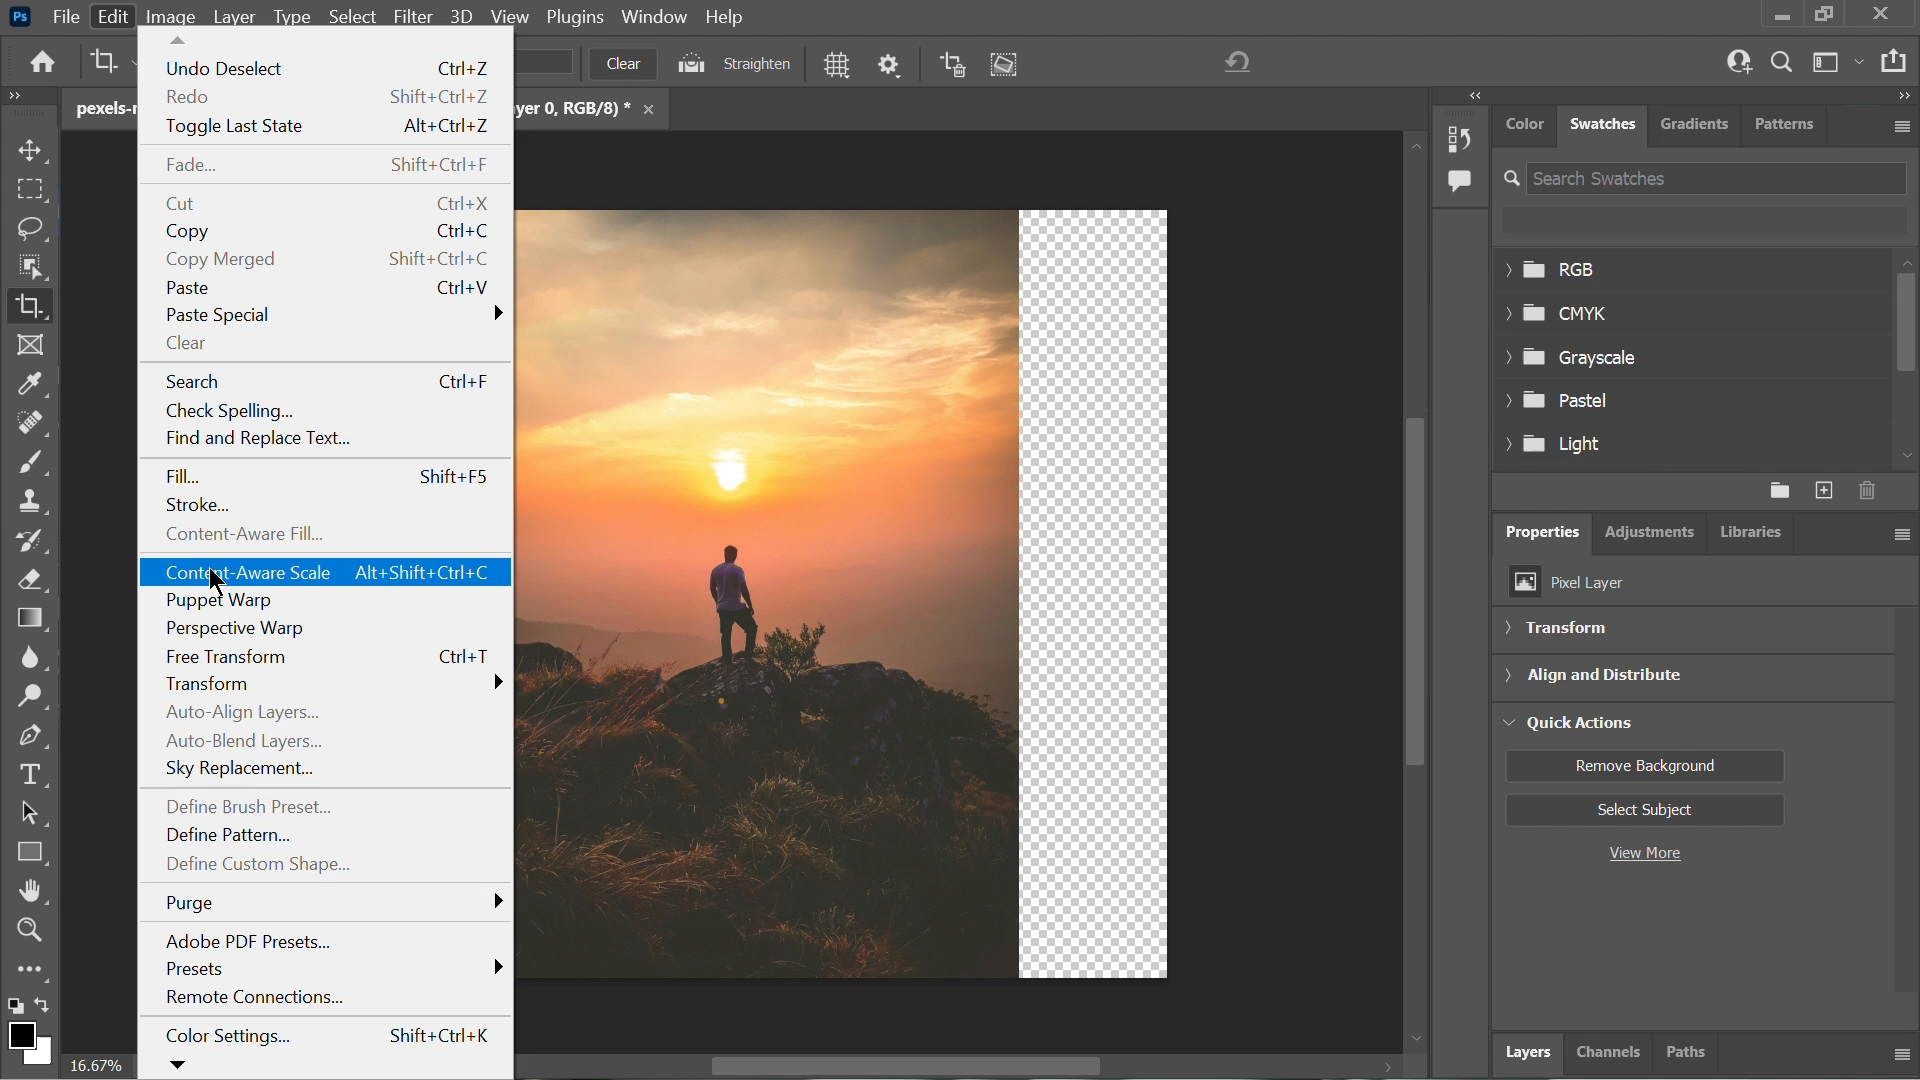 Ps File Edit Image Layer Type Select Filter 3D View Plugins Window Help
Clear Straighten
pexels-
yer 0, RGB/8) *
Undo Deselect Ctrl+Z
Redo Shift+Ctrl+Z
Toggle Last State Alt+Ctrl+Z
Fade... Shift+Ctrl+F
Cut Ctrl+X
Copy Ctrl+C
Copy Merged Shift+Ctrl+C
Paste Ctrl+V
Paste Special
Clear
Search Ctrl+F
Check Spelling...
Find and Replace Text...
Fill... Shift+F5
Stroke...
Content-Aware Fill...
Content-Aware Scale Alt+Shift+Ctrl+C
Puppet Warp
Perspective Warp
Free Transform Ctrl+T
Transform
Auto-Align Layers...
Auto-Blend Layers...
Sky Replacement...
Define Brush Preset...
Define Pattern...
Define Custom Shape...
Purge
Adobe PDF Presets...
Presets
Remote Connections...
Color Settings... Shift+Ctrl+K
16.67%
Color Swatches Gradients Patterns
Search Swatches
RGB
CMYK
Grayscale
Pastel
Light
Properties Adjustments Libraries
Pixel Layer
Transform
Align and Distribute
Quick Actions
Remove Background
Select Subject
View More
Layers Channels Paths